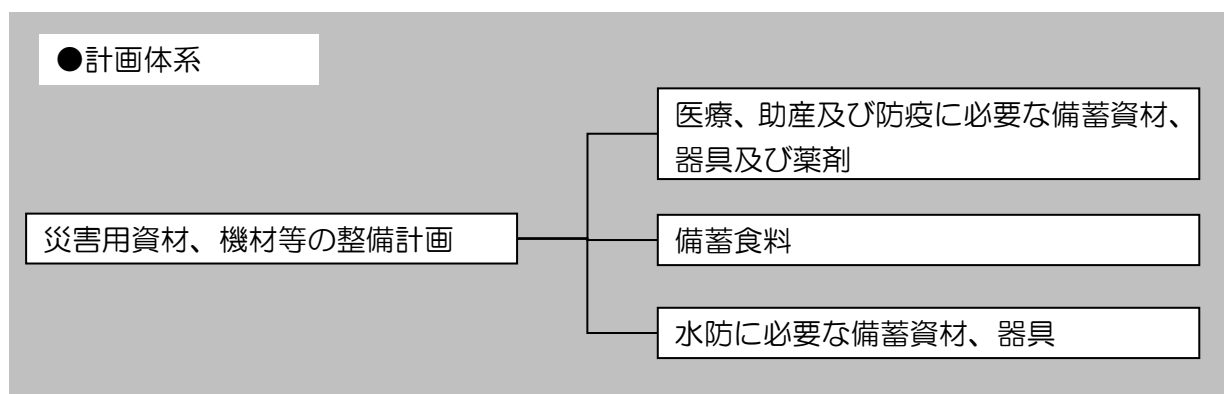 ●計画体系
医療、助産及び防疫に必要な備蓄資材、
器具及び薬剤
災害用資材、機材等の整備計画
備蓄食料
水防に必要な備蓄資材、器具